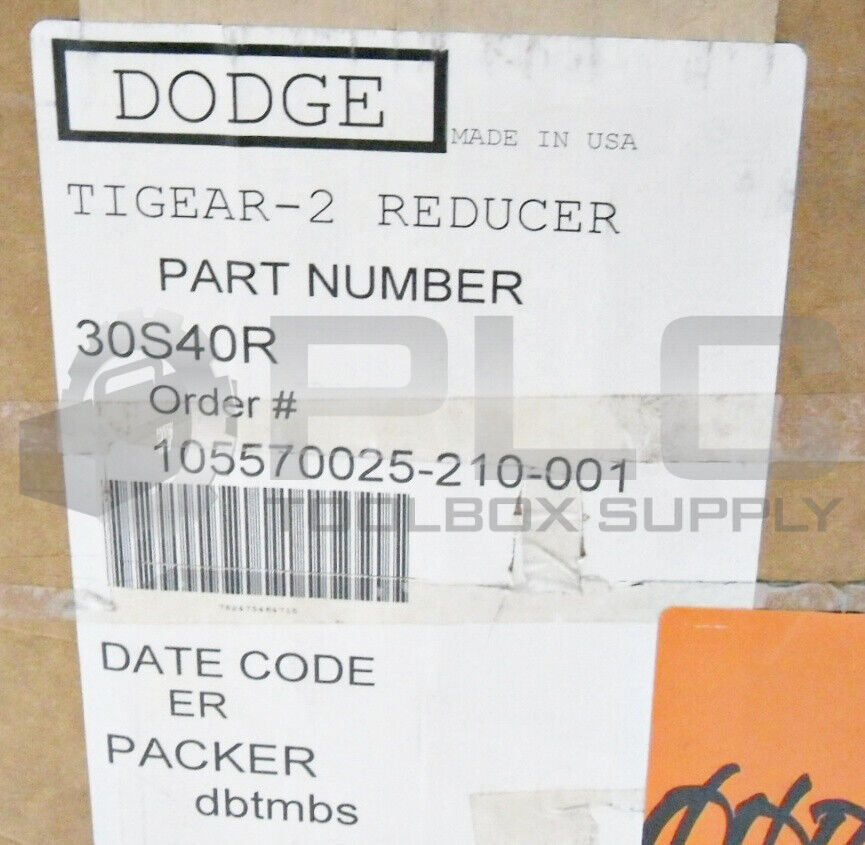 DODGE
MADE IN USA
TIGEAR-2 REDUCER
PART NUMBER
30S40R
Order #
105570025-210-001
DATE CODE
ER
PACKER
dbtmbs
PLC
TOOLBOX SUPPLY